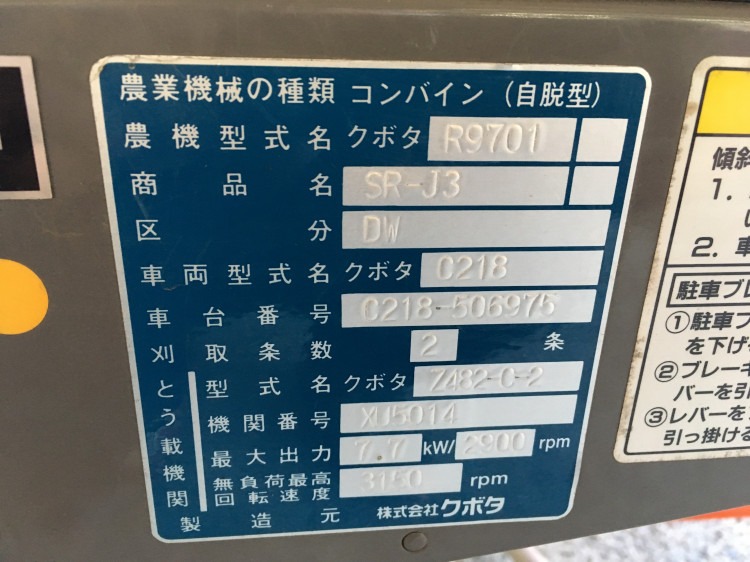 農業機械の種類 コンバイン (自脱型)
農機型式名 クボタ R9701
商品名 SR-J3
区分 DW
車両型式名 クボタ C218
車台番号 C218-506975
刈取条数 2 条
とう載機関
型式名 クボタ Z482-C-2
機関番号 XU5014
最大出力 7.7 kW/ 2900 rpm
無負荷最高回転速度 3150 rpm
製造元 株式会社クボタ
傾斜
1.
2. 車
駐車ブレ
①駐車ブ
を下げ
②ブレーキ
バーを引
③レバーを
引っ掛ける